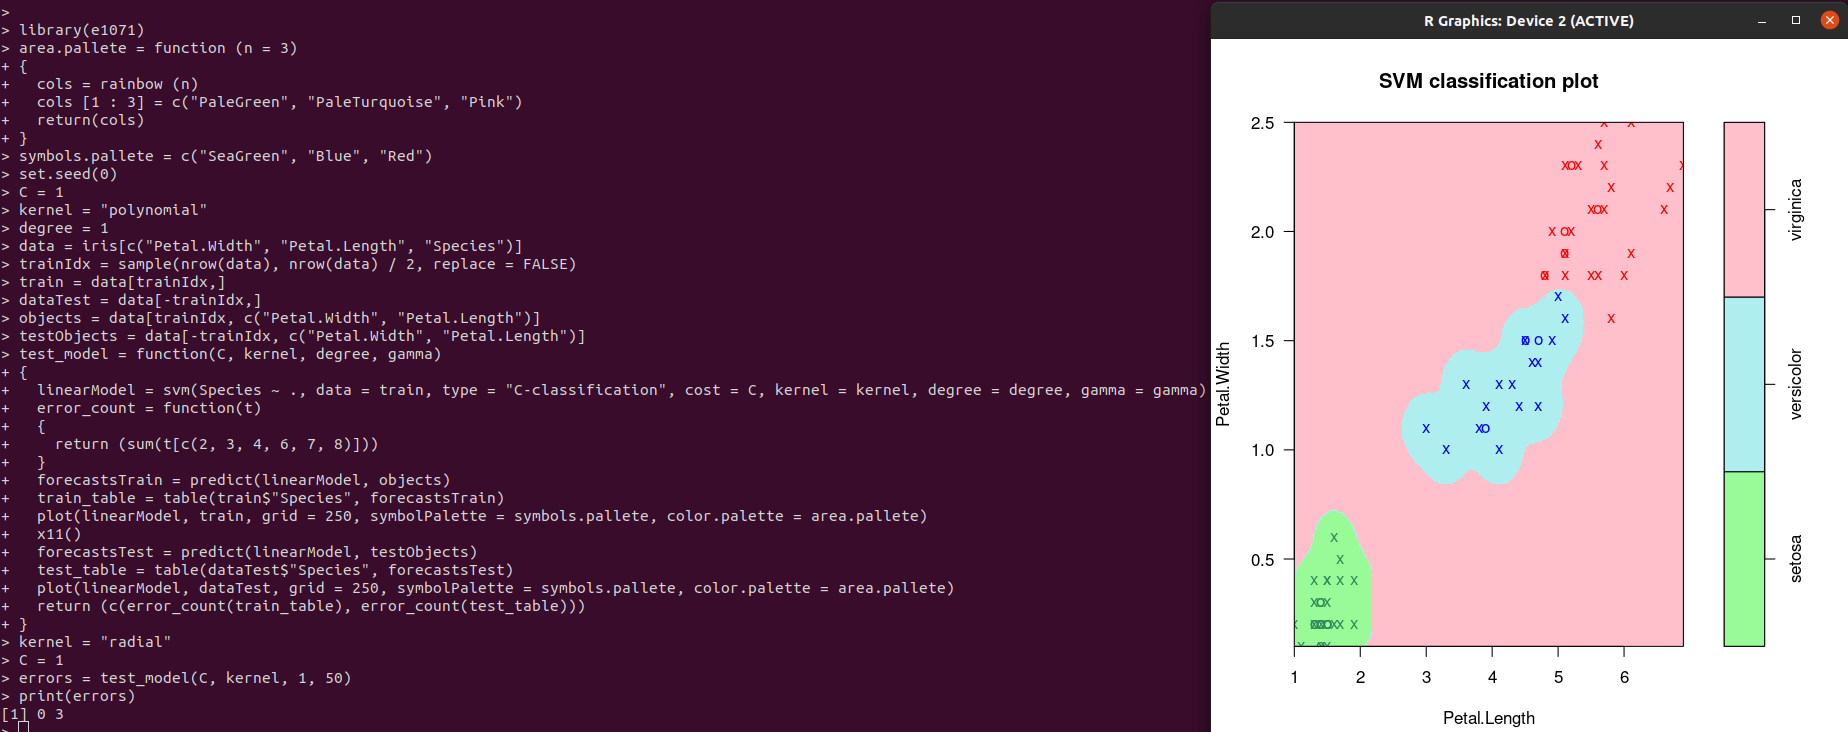 >
> library(e1071)
> area.pallete = function (n = 3)
+ {
+   cols = rainbow (n)
+   cols [1 : 3] = c("PaleGreen", "PaleTurquoise", "Pink")
+   return(cols)
+ }
> symbols.pallete = c("SeaGreen", "Blue", "Red")
> set.seed(0)
> C = 1
> kernel = "polynomial"
> degree = 1
> data = iris[c("Petal.Width", "Petal.Length", "Species")]
> trainIdx = sample(nrow(data), nrow(data) / 2, replace = FALSE)
> train = data[trainIdx,]
> dataTest = data[-trainIdx,]
> objects = data[trainIdx, c("Petal.Width", "Petal.Length")]
> testObjects = data[-trainIdx, c("Petal.Width", "Petal.Length")]
> test_model = function(C, kernel, degree, gamma)
+ {
+   linearModel = svm(Species ~ ., data = train, type = "C-classification", cost = C, kernel = kernel, degree = degree, gamma = gamma)
+   error_count = function(t)
+   {
+     return (sum(t[c(2, 3, 4, 6, 7, 8)]))
+   }
+   forecastsTrain = predict(linearModel, objects)
+   train_table = table(train$"Species", forecastsTrain)
+   plot(linearModel, train, grid = 250, symbolPalette = symbols.pallete, color.palette = area.pallete)
+   x11()
+   forecastsTest = predict(linearModel, testObjects)
+   test_table = table(dataTest$"Species", forecastsTest)
+   plot(linearModel, dataTest, grid = 250, symbolPalette = symbols.pallete, color.palette = area.pallete)
+   return (c(error_count(train_table), error_count(test_table)))
+ }
> kernel = "radial"
> C = 1
> errors = test_model(C, kernel, 1, 50)
> print(errors)
[1] 0 3
>
R Graphics: Device 2 (ACTIVE)
SVM classification plot
2.5
2.0
1.5
1.0
0.5
Petal.Width
1 2 3 4 5 6
Petal.Length
virginica
versicolor
setosa